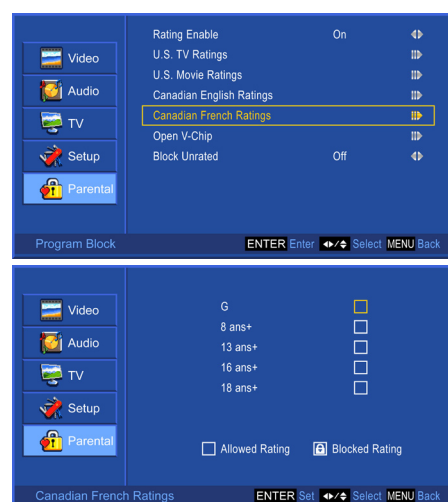 Rating Enable On
U.S. TV Ratings
U.S. Movie Ratings
Canadian English Ratings
Canadian French Ratings
Open V-Chip
Block Unrated Off
Video
Audio
TV
Setup
Parental
Program Block ENTER Enter / Select MENU Back
G
8 ans+
13 ans+
16 ans+
18 ans+
Video
Audio
TV
Setup
Parental
Allowed Rating Blocked Rating
Canadian French Ratings ENTER Set / Select MENU Back